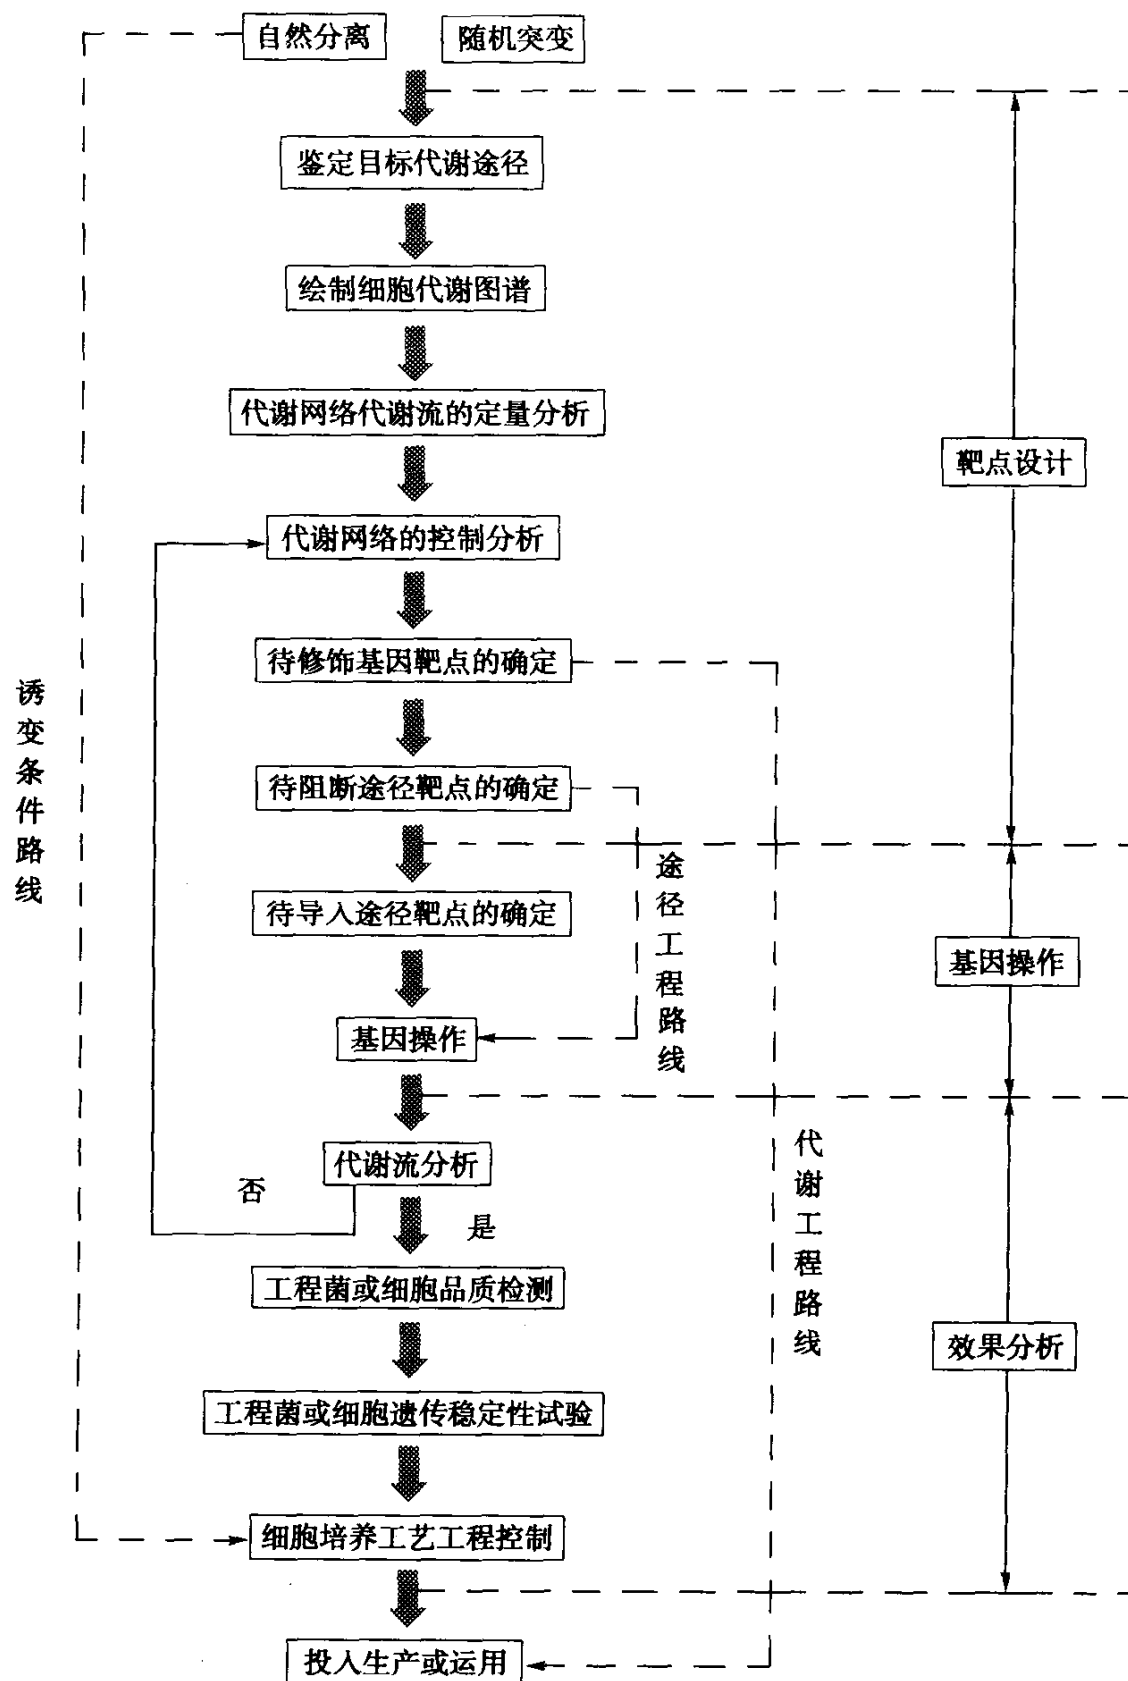 自然分离
随机突变
鉴定目标代谢途径
绘制细胞代谢图谱
代谢网络代谢流的定量分析
靶点设计
代谢网络的控制分析
待修饰基因靶点的确定
诱变条件路线
待阻断途径靶点的确定
途径工程路线
待导入途径靶点的确定
基因操作
基因操作
代谢流分析
代谢工程路线
否
是
工程菌或细胞品质检测
效果分析
工程菌或细胞遗传稳定性试验
细胞培养工艺工程控制
投入生产或运用